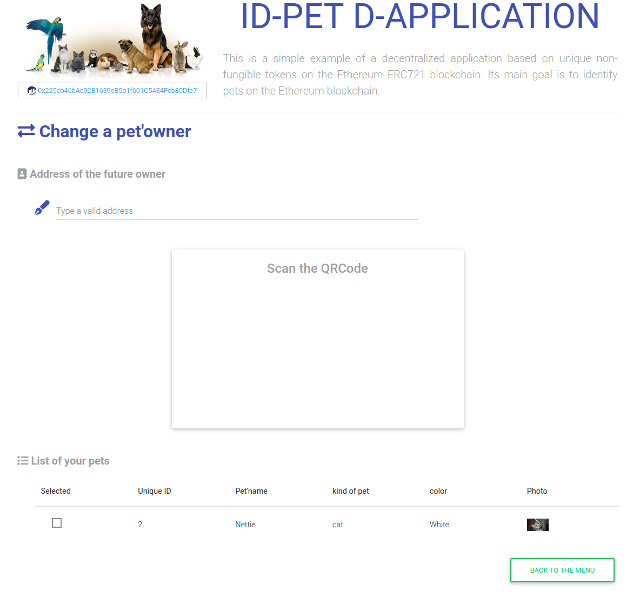 ID-PET D-APPLICATION
This is a simple example of a decentralized application based on unique non-
fungible tokens on the Ethereum ERC721 blockchain. Its main goal is to identify
pets on the Ethereum blockchain.
Change a pet'owner
Address of the future owner
Type a valid address
Scan the QRCode
List of your pets
Selected Unique ID Pet'name kind of pet color Photo
2 Nettie cat White
BACK TO THE MENU